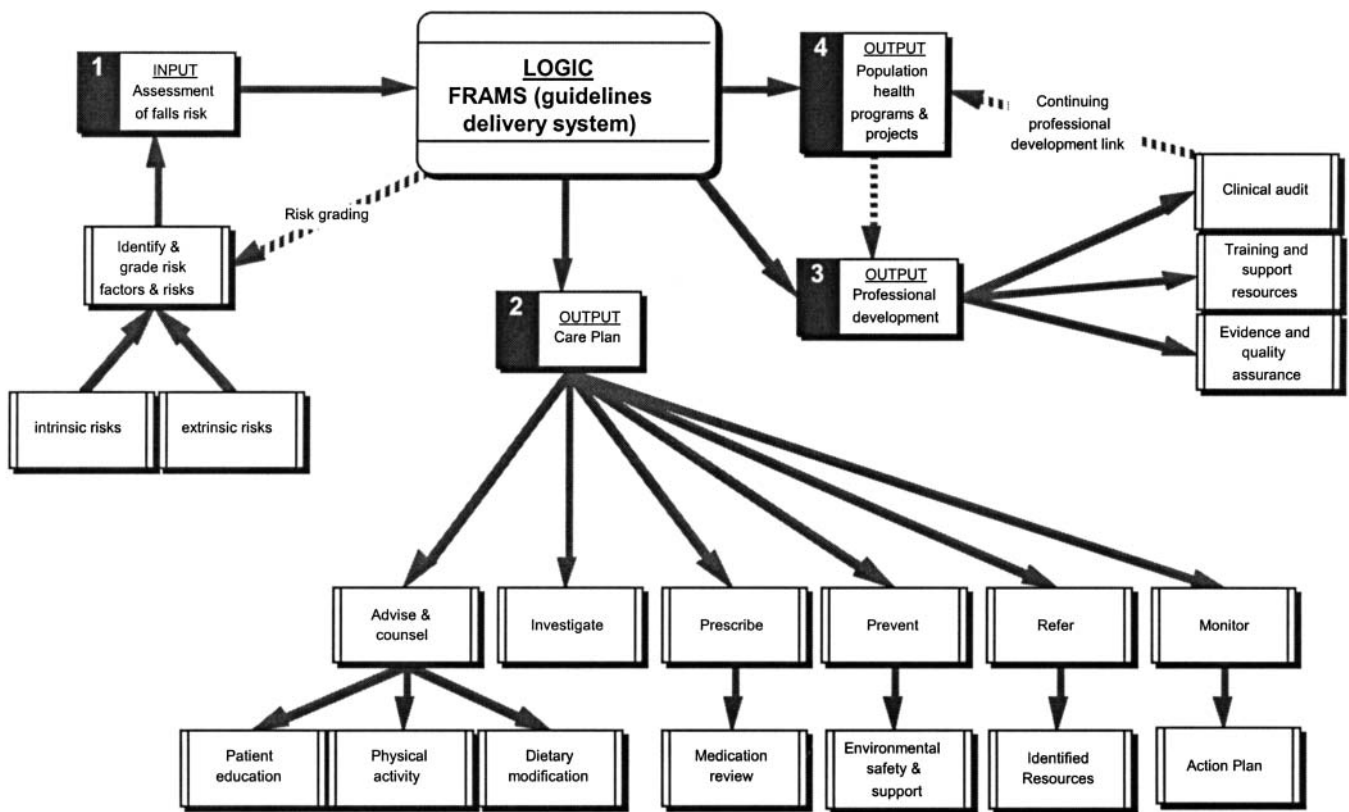 1
INPUT
Assessment
of falls risk
LOGIC
FRAMS (guidelines
delivery system)
4
OUTPUT
Population
health
programs &
projects
Continuing
professional
development link
Risk grading
Identify &
grade risk
factors & risks
intrinsic risks
extrinsic risks
2
OUTPUT
Care Plan
3
OUTPUT
Professional
development
Clinical audit
Training and
support
resources
Evidence and
quality
assurance
Advise &
counsel
Investigate
Prescribe
Prevent
Refer
Monitor
Patient
education
Physical
activity
Dietary
modification
Medication
review
Environmental
safety &
support
Identified
Resources
Action Plan